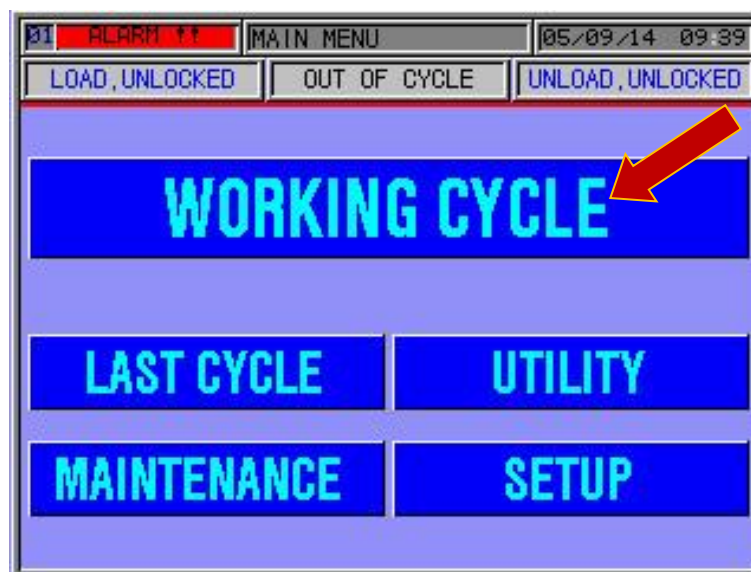 01 ALARM !! MAIN MENU 05/09/14 09:39
LOAD,UNLOCKED OUT OF CYCLE UNLOAD,UNLOCKED
WORKING CYCLE
LAST CYCLE UTILITY
MAINTENANCE SETUP